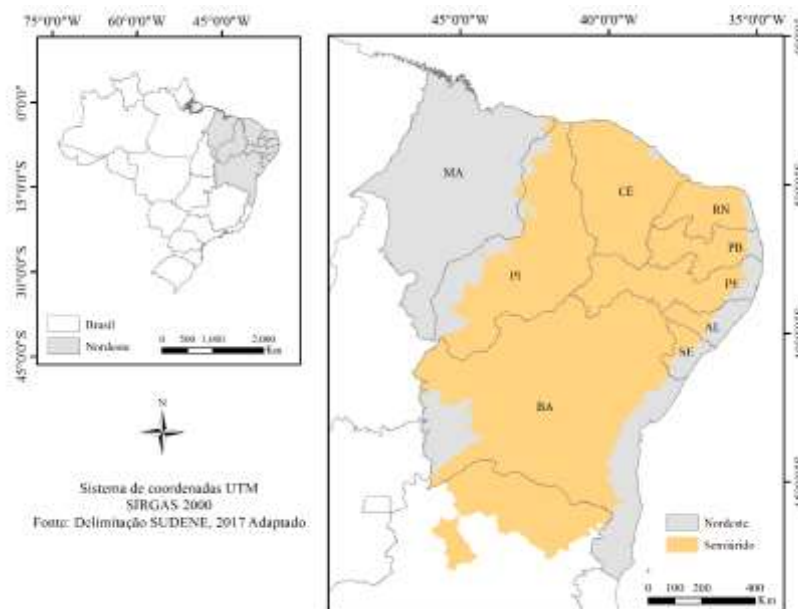 75°0'0"W 60°0'0"W 45°0'0"W
0°0'0"
15°0'0"S
30°0'0"S
45°0'0"S
Brasil
Nordeste
0 500 1.000 2.000
Km
N
Sistema de coordenadas UTM
SIRGAS 2000
Fonte: Delimitação SUDENE, 2017 Adaptado
45°0'0"W 40°0'0"W 35°0'0"W
MA
CE
RN
PB
PI
PE
AL
SE
BA
Nordeste
Semiárido
0 100 200 400
Km